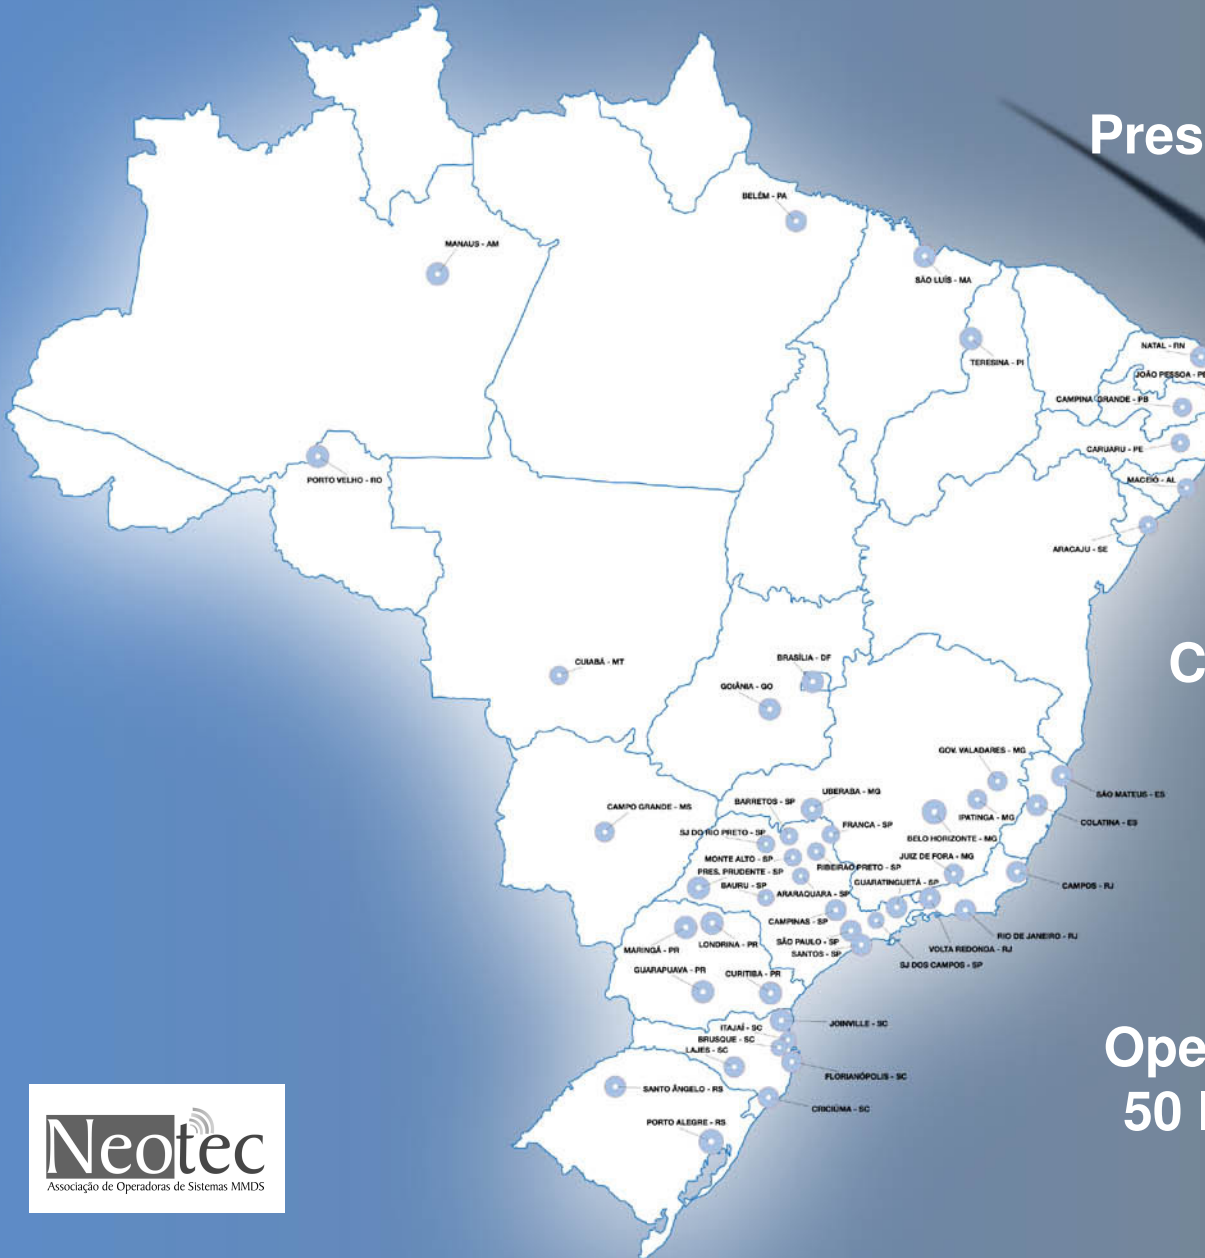 Pres
BELÉM - PA
MANAUS - AM
SÃO LUÍS - MA
NATAL - RN
TERESINA - PI
JOÃO PESSOA - PB
CAMPINA GRANDE - PB
CARUARU - PE
PORTO VELHO - RO
MACEIÓ - AL
ARACAJU - SE
C
BRASÍLIA - DF
CUIABÁ - MT
GOIÂNIA - GO
GOV. VALADARES - MG
UBERABA - MG
SÃO MATEUS - ES
BARRETOS - SP
CAMPO GRANDE - MS
IPATINGA - MG
COLATINA - ES
FRANCA - SP
SJ DO RIO PRETO - SP
BELO HORIZONTE - MG
MONTE ALTO - SP
JUIZ DE FORA - MG
RIBEIRÃO PRETO - SP
PRES. PRUDENTE - SP
BAURU - SP
GUARATINGUETÁ - SP
CAMPOS - RJ
ARARAQUARA - SP
CAMPINAS - SP
RIO DE JANEIRO - RJ
SÃO PAULO - SP
LONDRINA - PR
MARINGÁ - PR
VOLTA REDONDA - RJ
SANTOS - SP
SJ DOS CAMPOS - SP
GUARAPUAVA - PR
CURITIBA - PR
JOINVILLE - SC
ITAJAÍ - SC
BRUSQUE - SC
LAJES - SC
Ope
FLORIANÓPOLIS - SC
SANTO ÂNGELO - RS
CRICIÚMA - SC
50
PORTO ALEGRE - RS
Neotec
Associação de Operadoras de Sistemas MMDS